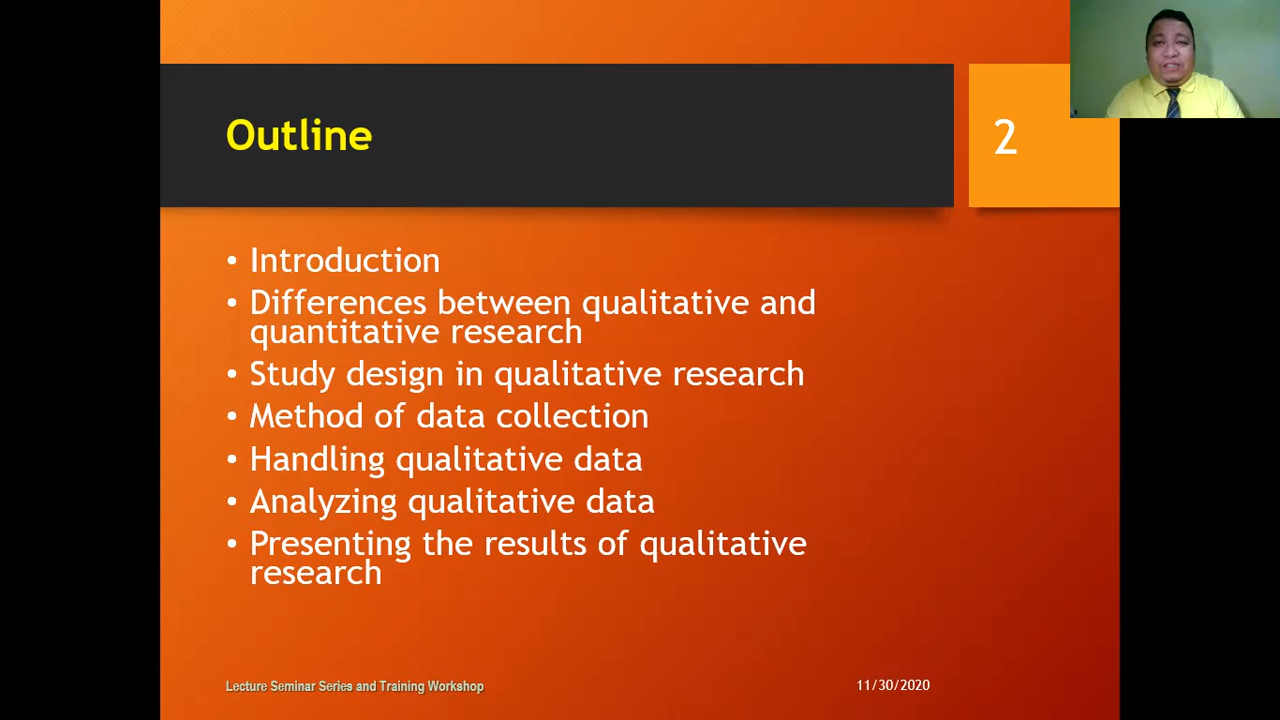 Outline
2
• Introduction
• Differences between qualitative and
quantitative research
• Study design in qualitative research
• Method of data collection
• Handling qualitative data
• Analyzing qualitative data
• Presenting the results of qualitative
research
Lecture Seminar Series and Training Workshop
11/30/2020